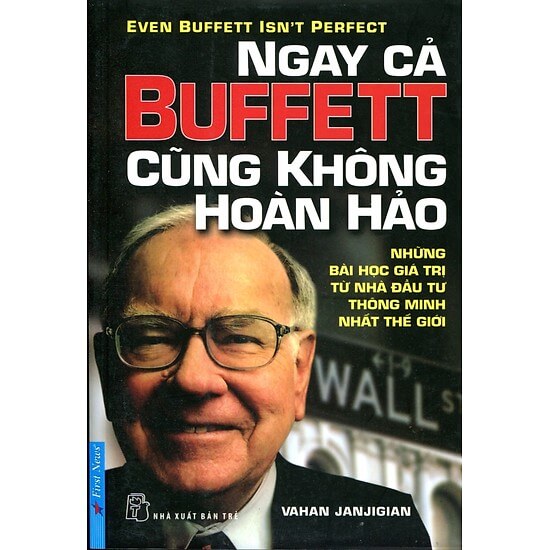 EVEN BUFFETT ISN'T PERFECT
NGAY CẢ
BUFFETT
CŨNG KHÔNG
HOÀN HẢO
NHỮNG
BÀI HỌC GIÁ TRỊ
TỪ NHÀ ĐẦU TƯ
THÔNG MINH
NHẤT THẾ GIỚI
WALL ST
First News
T
NHÀ XUẤT BẢN TRẺ
VAHAN JANJIGIAN